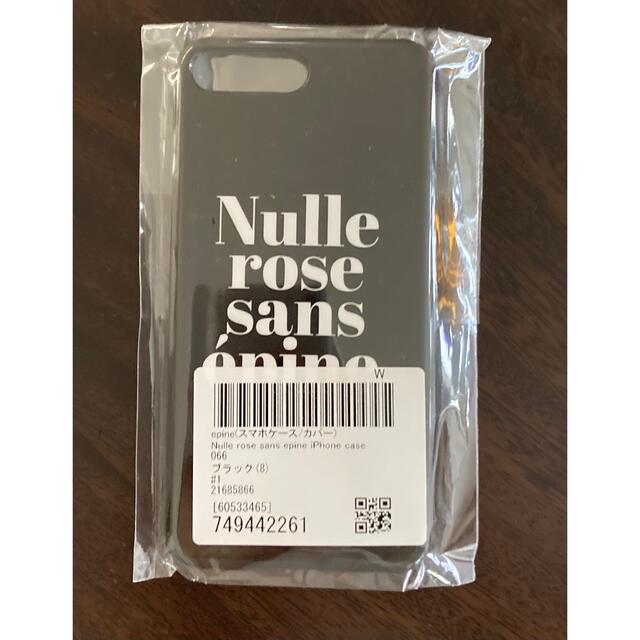 Nulle
rose
sans
épine
W
epine(スマホケース/カバー)
Nulle rose sans epine iPhone case
066
ブラック(8)
#1
21685866
[60533465]
749442261